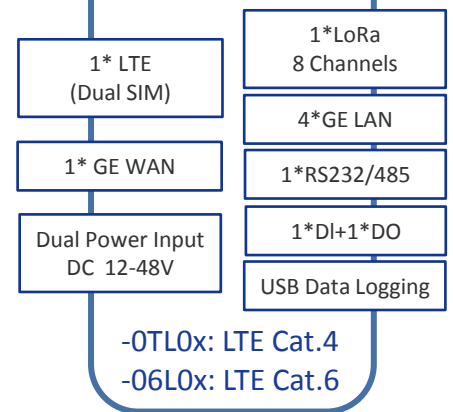 1* LTE
(Dual SIM)
1* GE WAN
Dual Power Input
DC 12-48V
1*LoRa
8 Channels
4*GE LAN
1*RS232/485
1*DI+1*DO
USB Data Logging
-0TL0x: LTE Cat.4
-06L0x: LTE Cat.6